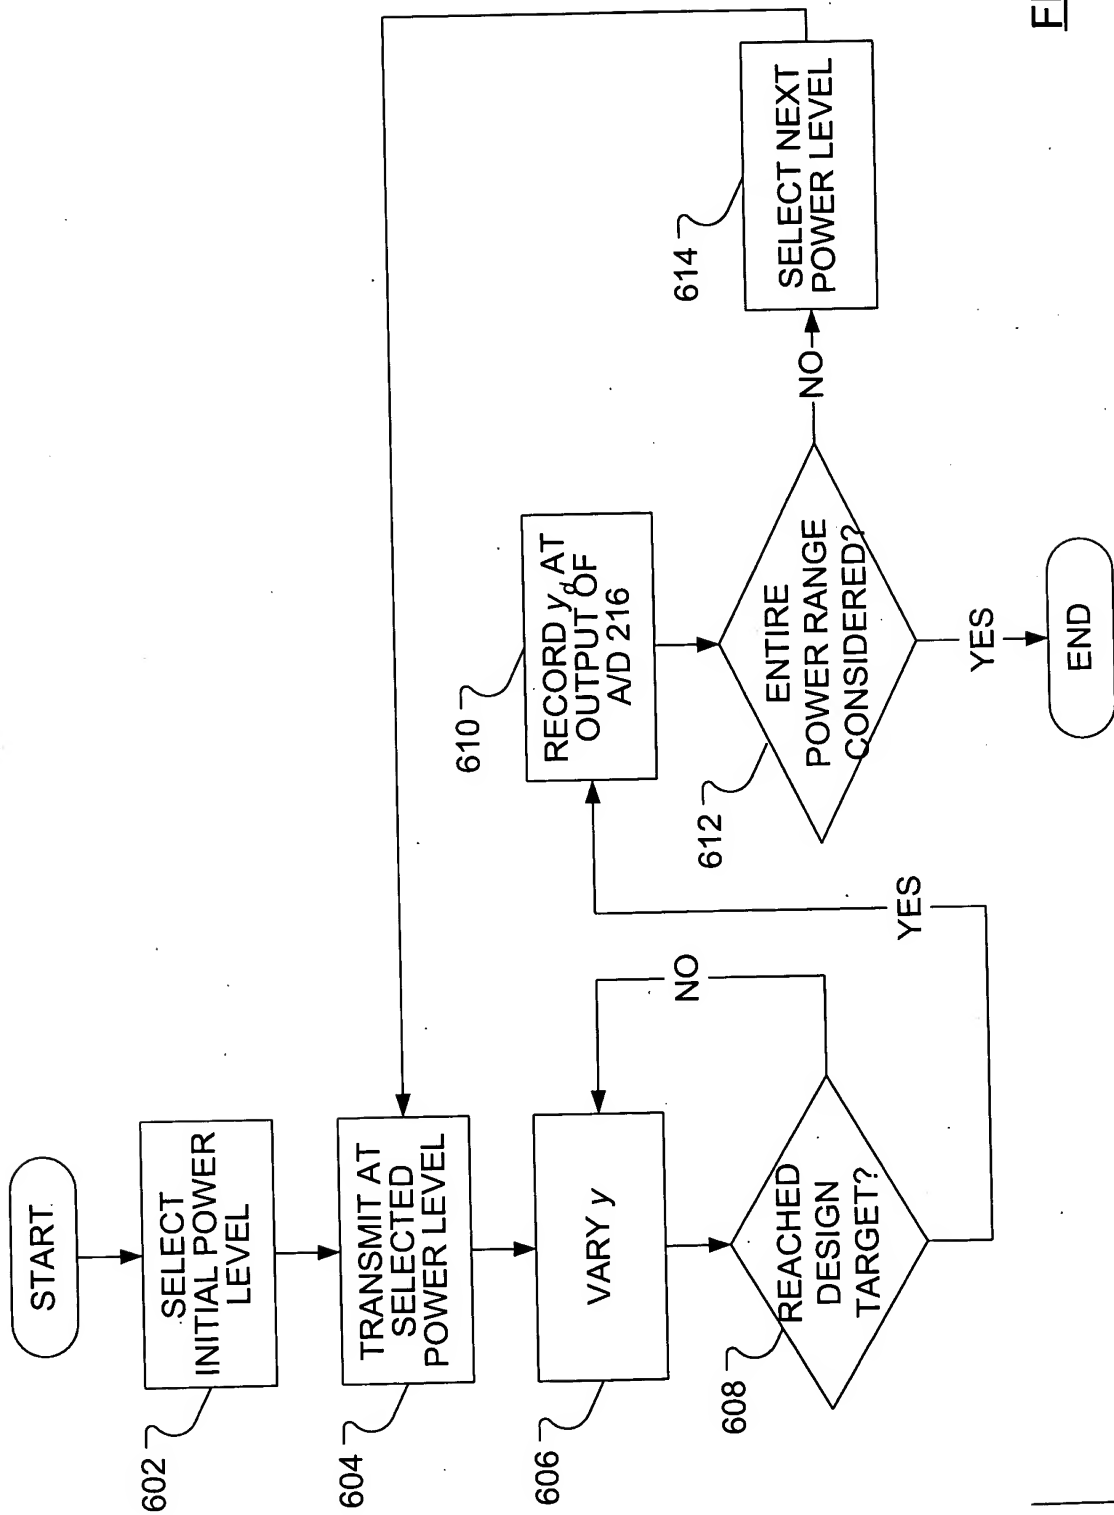 START
602
SELECT
INITIAL POWER
LEVEL
604
TRANSMIT AT
SELECTED
POWER LEVEL
606
VARY y
608
REACHED
DESIGN
TARGET?
NO
YES
610
RECORD y_d AT
OUTPUT OF
A/D 216
612
ENTIRE
POWER RANGE
CONSIDERED?
NO
614
SELECT NEXT
POWER LEVEL
YES
END